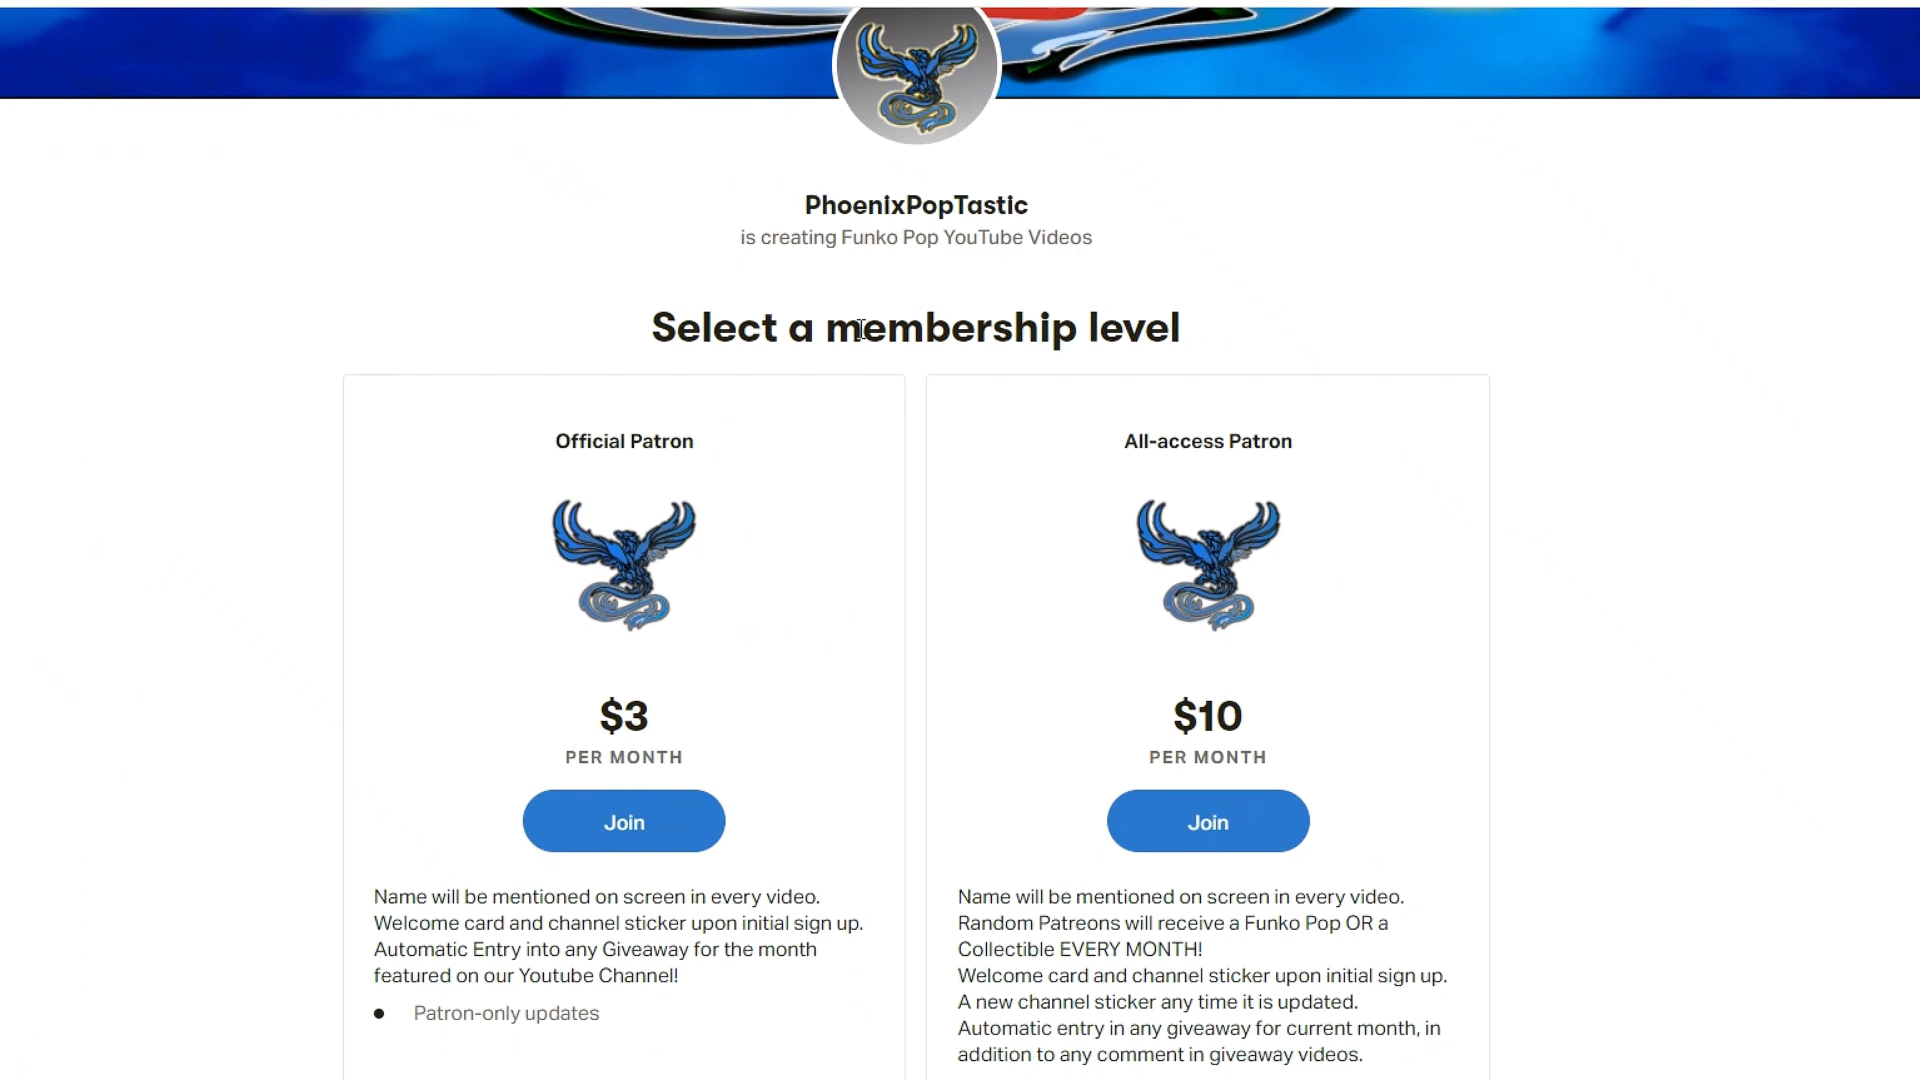 PhoenixPopTastic
is creating Funko Pop YouTube Videos
Select a membership level
Official Patron
$3
PER MONTH
Join
Name will be mentioned on screen in every video.
Welcome card and channel sticker upon initial sign up.
Automatic Entry into any Giveaway for the month
featured on our Youtube Channel!
Patron-only updates
All-access Patron
$10
PER MONTH
Join
Name will be mentioned on screen in every video.
Random Patreons will receive a Funko Pop OR a
Collectible EVERY MONTH!
Welcome card and channel sticker upon initial sign up.
A new channel sticker any time it is updated.
Automatic entry in any giveaway for current month, in
addition to any comment in giveaway videos.